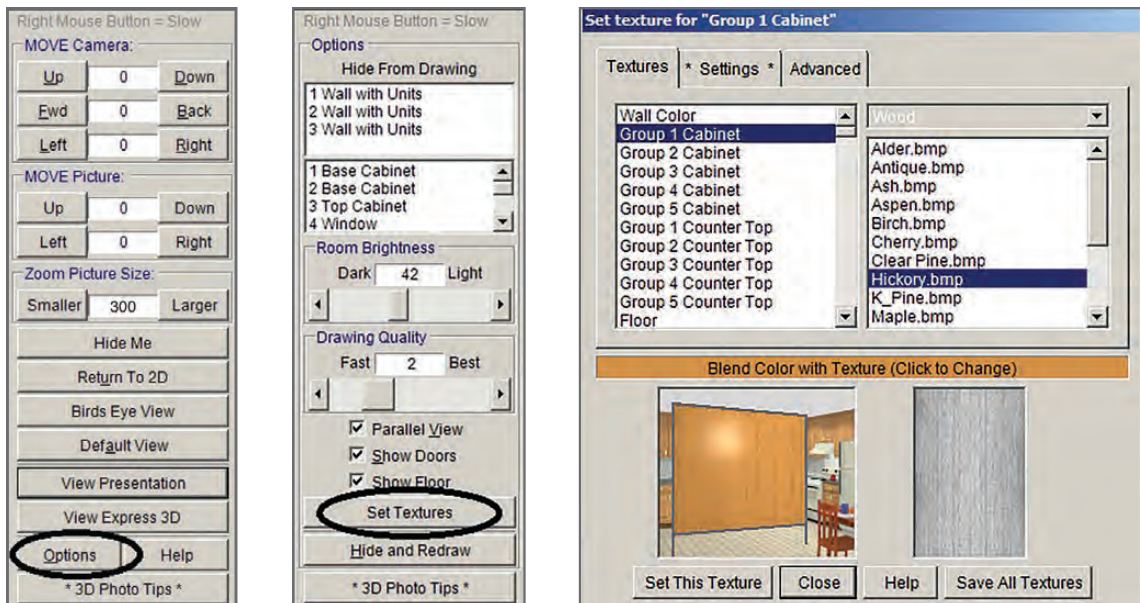 Right Mouse Button = Slow
MOVE Camera:
Up 0 Down
Fwd 0 Back
Left 0 Right
MOVE Picture:
Up 0 Down
Left 0 Right
Zoom Picture Size:
Smaller 300 Larger
Hide Me
Return To 2D
Birds Eye View
Default View
View Presentation
View Express 3D
Options Help
* 3D Photo Tips *
Right Mouse Button = Slow
Options
Hide From Drawing
1 Wall with Units
2 Wall with Units
3 Wall with Units
1 Base Cabinet
2 Base Cabinet
3 Top Cabinet
4 Window
Room Brightness
Dark 42 Light
Drawing Quality
Fast 2 Best
Parallel View
Show Doors
Show Floor
Set Textures
Hide and Redraw
* 3D Photo Tips *
Set texture for "Group 1 Cabinet"
Textures * Settings * Advanced
Wall Color
Group 1 Cabinet
Group 2 Cabinet
Group 3 Cabinet
Group 4 Cabinet
Group 5 Cabinet
Group 1 Counter Top
Group 2 Counter Top
Group 3 Counter Top
Group 4 Counter Top
Group 5 Counter Top
Floor
Wood
Alder.bmp
Antique.bmp
Ash.bmp
Aspen.bmp
Birch.bmp
Cherry.bmp
Clear Pine.bmp
Hickory.bmp
K_Pine.bmp
Maple.bmp
Blend Color with Texture (Click to Change)
Set This Texture Close Help Save All Textures